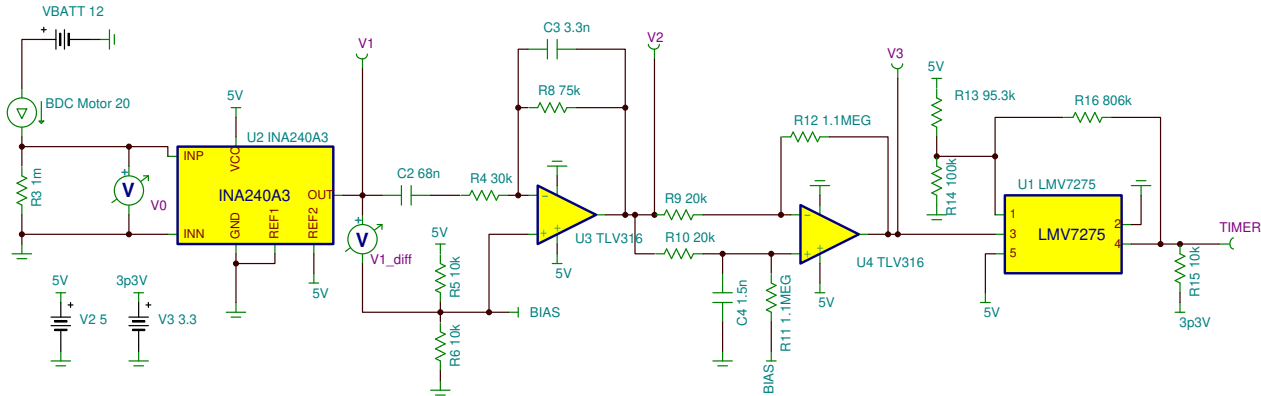 VBATT 12
+
BDC Motor 20
R3 1m
+
V
V0
5V
U2 INA240A3
INP
VCC
INA240A3
OUT
INN
GND
REF1
REF2
5V
V1
+
V
V1_diff
C2 68n
R4 30k
C3 3.3n
R8 75k
5V
R5 10k
R6 10k
BIAS
U3 TLV316
5V
V2
R9 20k
R10 20k
C4 1.5n
R11 1.1MEG
BIAS
R12 1.1MEG
U4 TLV316
5V
V3
5V
R13 95.3k
R14 100k
R16 806k
U1 LMV7275
LMV7275
1
3
5
2
4
5V
TIMER
R15 10k
3p3V
5V
+
V2 5
3p3V
+
V3 3.3